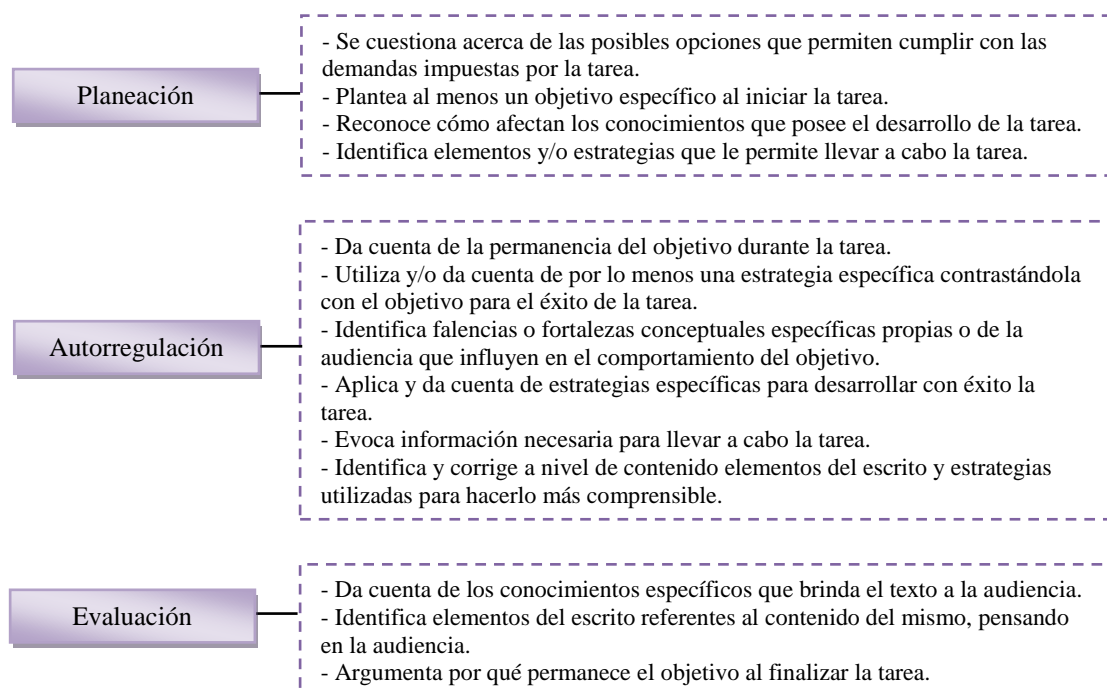 Planeación
- Se cuestiona acerca de las posibles opciones que permiten cumplir con las
demandas impuestas por la tarea.
- Plantea al menos un objetivo específico al iniciar la tarea.
- Reconoce cómo afectan los conocimientos que posee el desarrollo de la tarea.
- Identifica elementos y/o estrategias que le permite llevar a cabo la tarea.
Autorregulación
- Da cuenta de la permanencia del objetivo durante la tarea.
- Utiliza y/o da cuenta de por lo menos una estrategia específica contrastándola
con el objetivo para el éxito de la tarea.
- Identifica falencias o fortalezas conceptuales específicas propias o de la
audiencia que influyen en el comportamiento del objetivo.
- Aplica y da cuenta de estrategias específicas para desarrollar con éxito la
tarea.
- Evoca información necesaria para llevar a cabo la tarea.
- Identifica y corrige a nivel de contenido elementos del escrito y estrategias
utilizadas para hacerlo más comprensible.
Evaluación
- Da cuenta de los conocimientos específicos que brinda el texto a la audiencia.
- Identifica elementos del escrito referentes al contenido del mismo, pensando
en la audiencia.
- Argumenta por qué permanece el objetivo al finalizar la tarea.